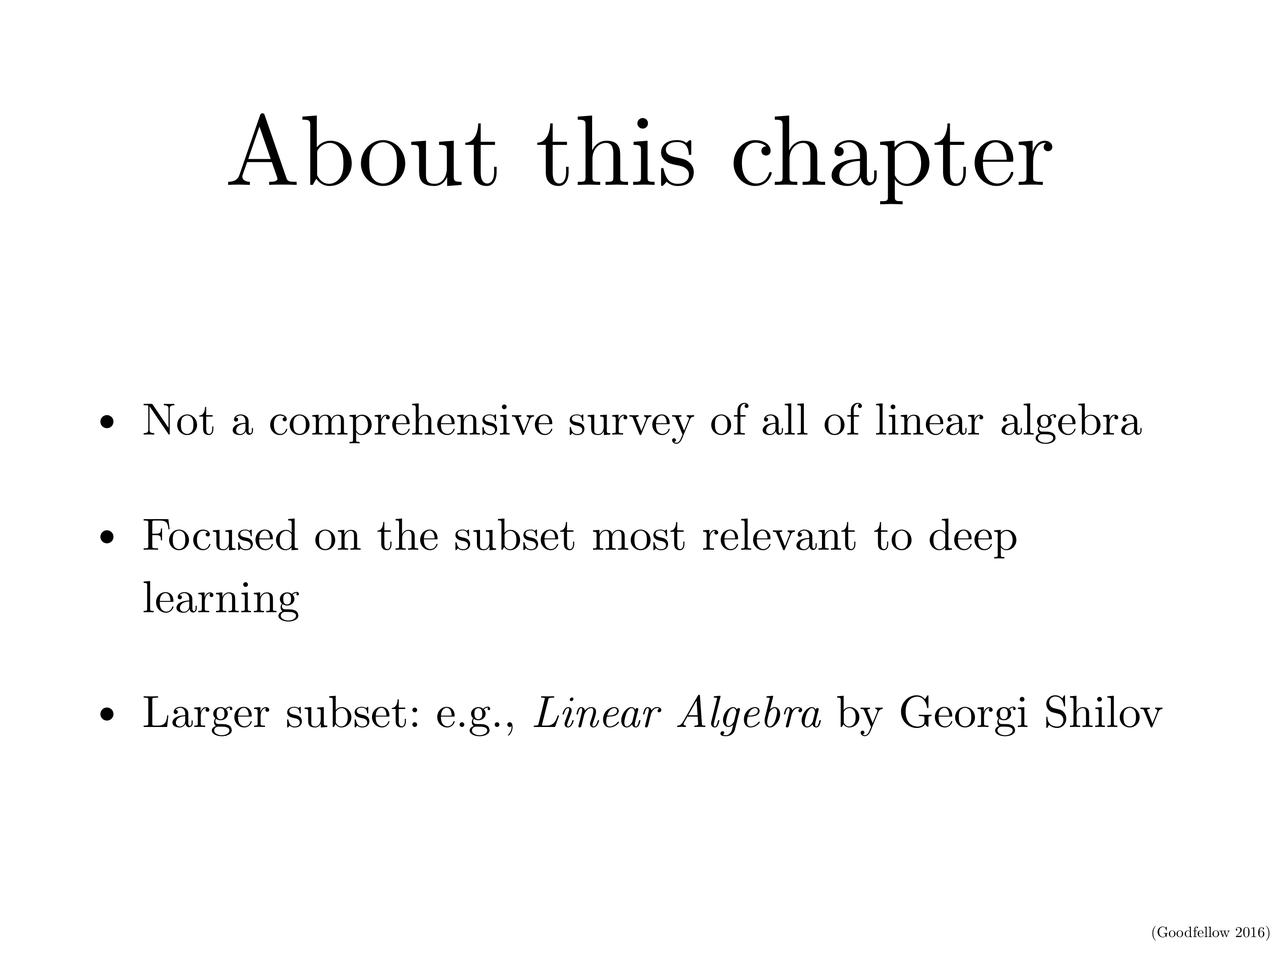 About this chapter
• Not a comprehensive survey of all of linear algebra
• Focused on the subset most relevant to deep
learning
• Larger subset: e.g., Linear Algebra by Georgi Shilov
(Goodfellow 2016)